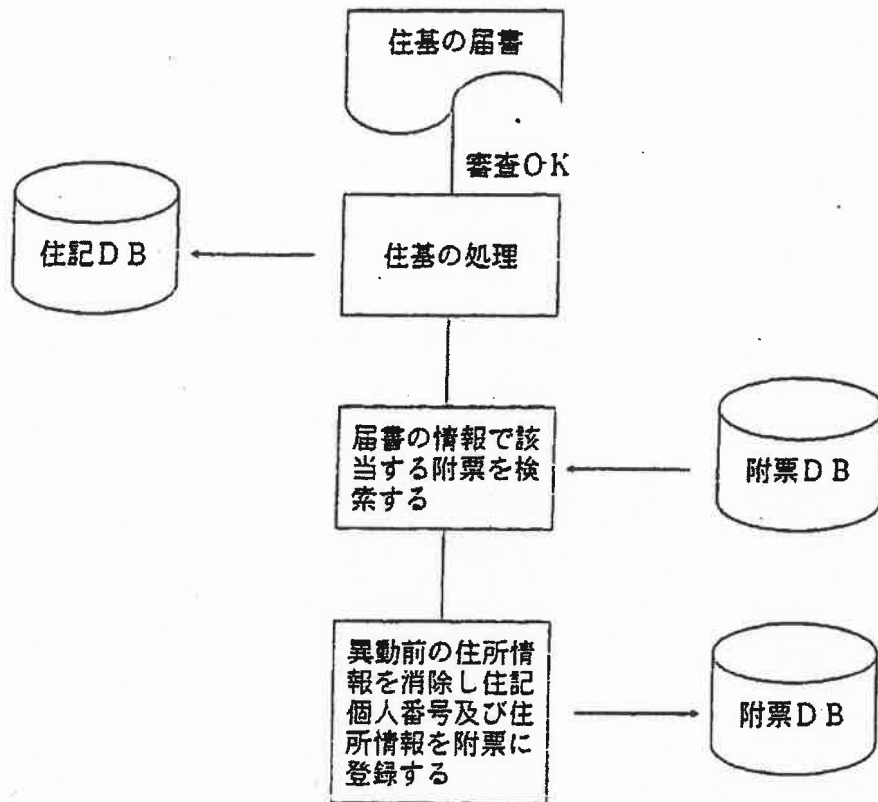 住基の届書
審査OK
住記DB
住基の処理
届書の情報で該
当する附票を検
索する
附票DB
異動前の住所情
報を消除し住記
個人番号及び住
所情報を附票に
登録する
附票DB